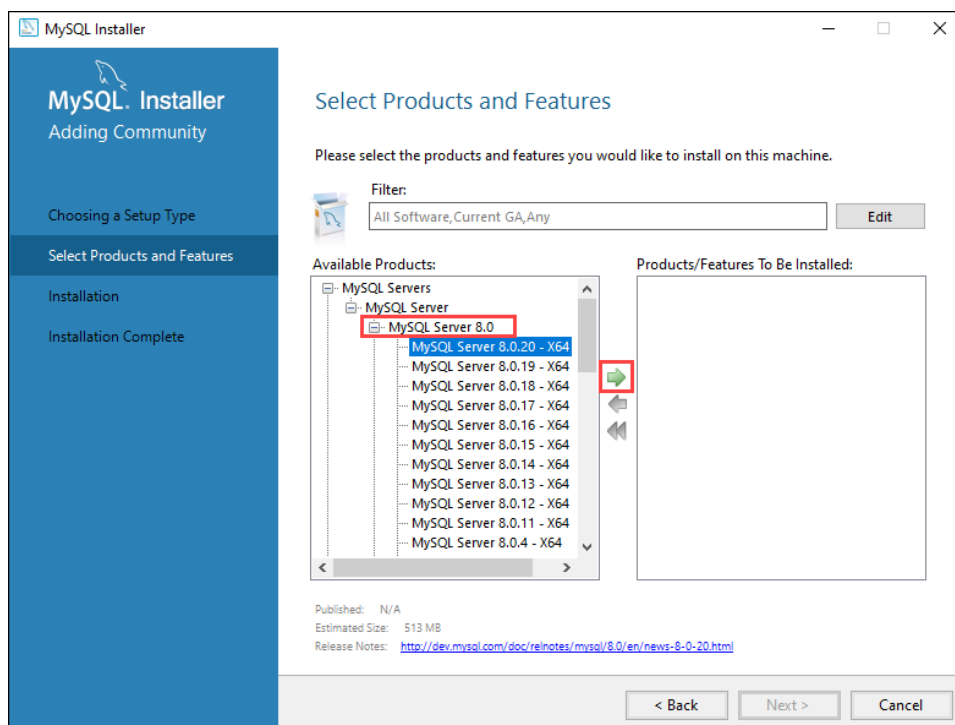 MySQL Installer
MySQL. Installer
Adding Community
Choosing a Setup Type
Select Products and Features
Installation
Installation Complete
Select Products and Features
Please select the products and features you would like to install on this machine.
Filter:
All Software,Current GA,Any
Edit
Available Products:
MySQL Servers
MySQL Server
MySQL Server 8.0
MySQL Server 8.0.20 - X64
MySQL Server 8.0.19 - X64
MySQL Server 8.0.18 - X64
MySQL Server 8.0.17 - X64
MySQL Server 8.0.16 - X64
MySQL Server 8.0.15 - X64
MySQL Server 8.0.14 - X64
MySQL Server 8.0.13 - X64
MySQL Server 8.0.12 - X64
MySQL Server 8.0.11 - X64
MySQL Server 8.0.4 - X64
Products/Features To Be Installed:
Published: N/A
Estimated Size: 513 MB
Release Notes: http://dev.mysql.com/doc/relnotes/mysql/8.0/en/news-8-0-20.html
< Back
Next >
Cancel